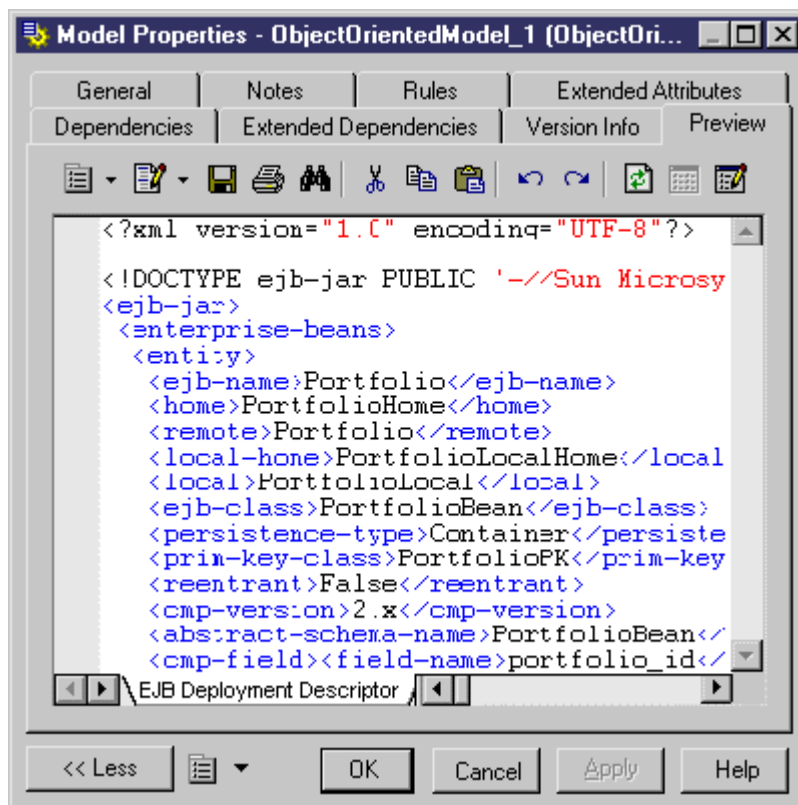 Model Properties - ObjectOrientedModel_1 (ObjectOri...
General Notes Rules Extended Attributes
Dependencies Extended Dependencies Version Info Preview
<?xml version="1.0" encoding="UTF-8"?>
<!DOCTYPE ejb-jar PUBLIC '-//Sun Microsy
<ejb-jar>
<enterprise-beans>
<entity>
<ejb-name>Portfolio</ejb-name>
<home>PortfolioHome</home>
<remote>Portfolio</remote>
<local-home>PortfolioLocalHome</local
<local>PortfolioLocal</local>
<ejb-class>PortfolioBean</ejb-class>
<persistence-type>Container</persiste
<prim-key-class>PortfolioPK</prim-key
<reentrant>False</reentrant>
<cmp-version>2.x</cmp-version>
<abstract-schema-name>PortfolioBean</
<cmp-field><field-name>portfolio_id</
EJB Deployment Descriptor
<< Less OK Cancel Apply Help